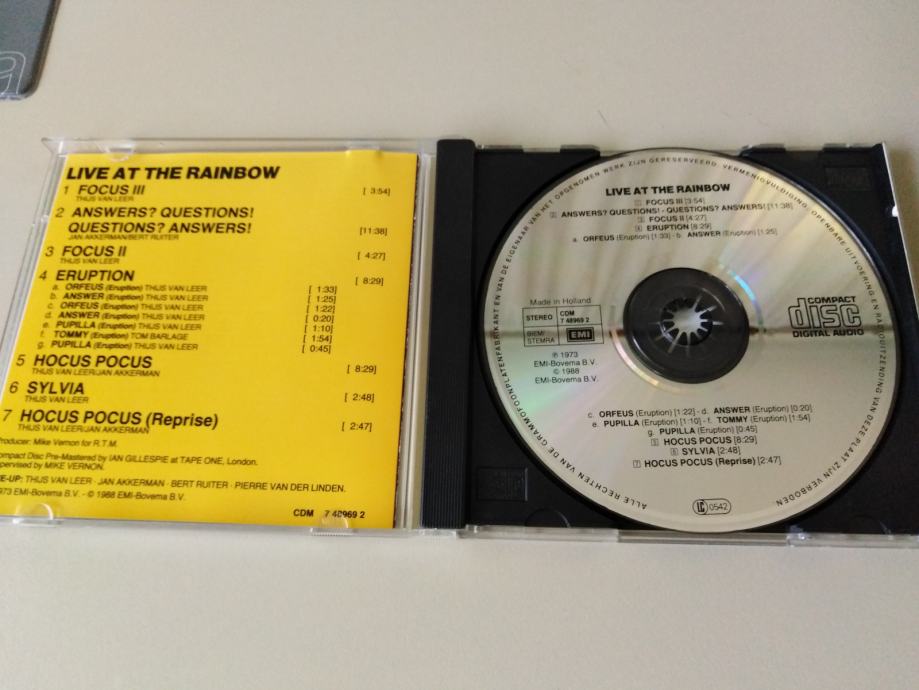 LIVE AT THE RAINBOW
1 FOCUS III [ 3:54]
THIJS VAN LEER
2 ANSWERS? QUESTIONS!
QUESTIONS? ANSWERS! [11:38]
JAN AKKERMAN/BERT RUITER
3 FOCUS II [ 4:27]
THIJS VAN LEER
4 ERUPTION [ 8:29]
a. ORFEUS (Eruption) THIJS VAN LEER [ 1:33]
b. ANSWER (Eruption) THIJS VAN LEER [ 1:25]
c. ORFEUS (Eruption) THIJS VAN LEER [ 1:22]
d. ANSWER (Eruption) THIJS VAN LEER [ 0:20]
e. PUPILLA (Eruption) THIJS VAN LEER [ 1:10]
f. TOMMY (Eruption) TOM BARLAGE [ 1:54]
g. PUPILLA (Eruption) THIJS VAN LEER [ 0:45]
5 HOCUS POCUS [ 8:29]
THIJS VAN LEER/JAN AKKERMAN
6 SYLVIA [ 2:48]
THIJS VAN LEER
7 HOCUS POCUS (Reprise) [ 2:47]
THIJS VAN LEER/JAN AKKERMAN
Producer: Mike Vernon for R.T.M.
Compact Disc Pre-Mastered by IAN GILLESPIE at TAPE ONE, London.
supervised by MIKE VERNON.
E-UP: THIJS VAN LEER · JAN AKKERMAN · BERT RUITER · PIERRE VAN DER LINDEN.
1973 EMI-Bovema B.V. - © 1988 EMI-Bovema B.V.
CDM 7 48969 2
ALLE RECHTEN VAN DE GRAMMOFOONPLATENFABRIKANT EN VAN DE EIGENAAR VAN HET OPGENOMEN WERK ZIJN GERESERVEERD. VERMENIGVULDIGING, OPENBARE UITVOERING EN RADIOUITZENDING VAN DEZE PLAAT ZIJN VERBODEN
LIVE AT THE RAINBOW
1 FOCUS III [3:54]
2 ANSWERS? QUESTIONS! - QUESTIONS? ANSWERS! [11:38]
3 FOCUS II [4:27]
4 ERUPTION [8:29]
a. ORFEUS (Eruption) [1:33] - b. ANSWER (Eruption) [1:25]
Made in Holland
STEREO CDM
7 48969 2
BIEM/
STEMRA EMI
℗ 1973
EMI-Bovema B.V.
© 1988
EMI-Bovema B.V.
COMPACT
disc
DIGITAL AUDIO
c. ORFEUS (Eruption) [1:22] - d. ANSWER (Eruption) [0:20]
e. PUPILLA (Eruption) [1:10] - f. TOMMY (Eruption) [1:54]
g. PUPILLA (Eruption) [0:45]
5 HOCUS POCUS [8:29]
6 SYLVIA [2:48]
7 HOCUS POCUS (Reprise) [2:47]
LC 0542